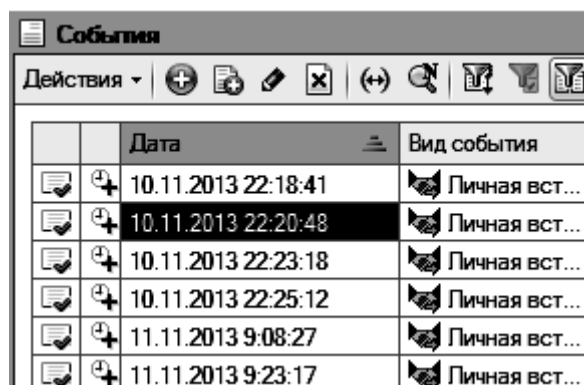 События
Действия
Дата Вид события
10.11.2013 22:18:41 Личная вст...
10.11.2013 22:20:48 Личная вст...
10.11.2013 22:23:18 Личная вст...
10.11.2013 22:25:12 Личная вст...
11.11.2013 9:08:27 Личная вст...
11.11.2013 9:23:17 Личная вст...